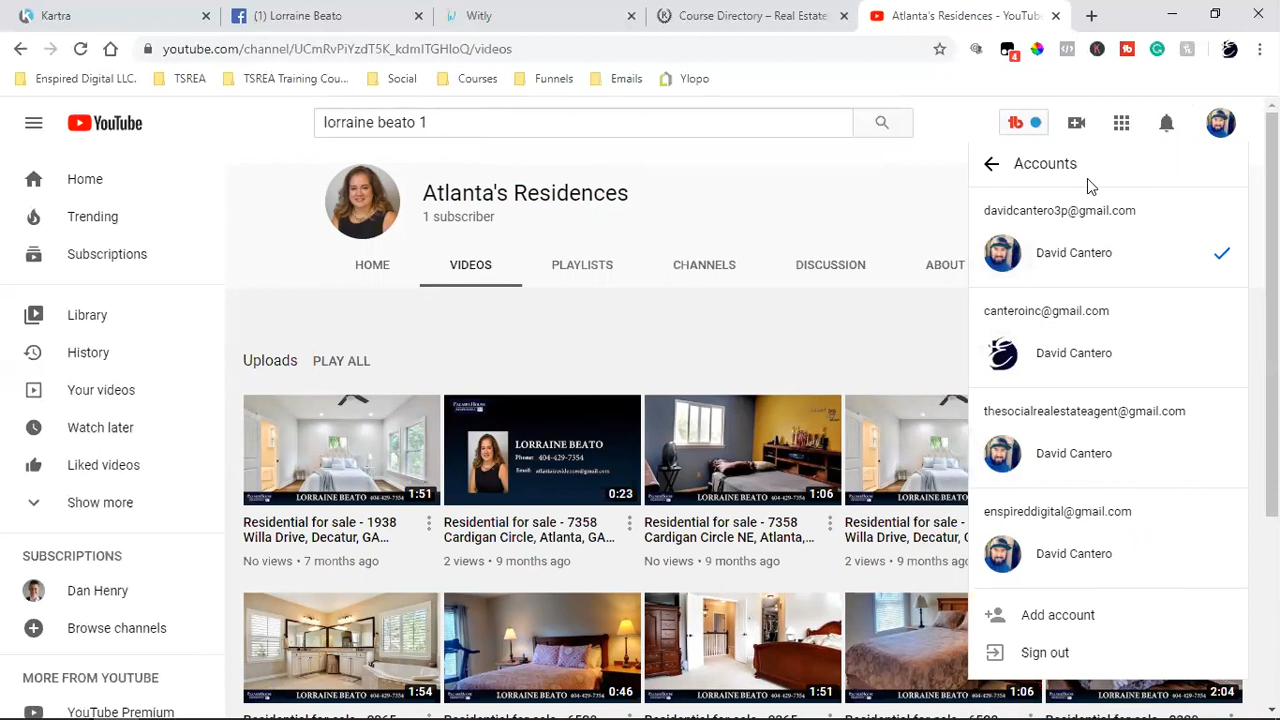 Kartra
(1) Lorraine Beato
Witly
Course Directory – Real Estate
Atlanta's Residences - YouTube
youtube.com/channel/UCmRvPiYzdT5K_kdmITGHIoQ/videos
4
Enspired Digital LLC.
TSREA
TSREA Training Cou...
Social
Courses
Funnels
Emails
Ylopo
YouTube
lorraine beato 1
tb
Home
Trending
Subscriptions
Library
History
Your videos
Watch later
Liked videos
Show more
SUBSCRIPTIONS
Dan Henry
Browse channels
MORE FROM YOUTUBE
YouTube Premium
Atlanta's Residences
1 subscriber
HOME
VIDEOS
PLAYLISTS
CHANNELS
DISCUSSION
ABOUT
Uploads
PLAY ALL
LORRAINE BEATO 404-429-7354
1:51
Residential for sale - 1938
Willa Drive, Decatur, GA...
No views • 7 months ago
LORRAINE BEATO
Phone: 404-429-7354
0:23
Residential for sale - 7358
Cardigan Circle, Atlanta, GA...
2 views • 9 months ago
LORRAINE BEATO 404-429-7354
1:06
Residential for sale - 7358
Cardigan Circle NE, Atlanta,...
No views • 9 months ago
LORRAINE BEATO 404-429-7354
Residential for sale - 1938
Willa Drive, Decatur, G
2 views • 9 months ago
LORRAINE BEATO 404-429-7354
1:54
LORRAINE BEATO 404-429-7354
0:46
LORRAINE BEATO 404-429-7354
1:51
LORRAINE BEATO 404-429-7354
1:06
2:04
Accounts
davidcantero3p@gmail.com
David Cantero
canteroinc@gmail.com
David Cantero
thesocialrealestateagent@gmail.com
David Cantero
enspireddigital@gmail.com
David Cantero
Add account
Sign out